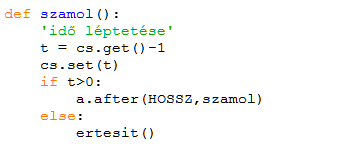 def szamol():
    'idő léptetése'
    t = cs.get()-1
    cs.set(t)
    if t>0:
        a.after(HOSSZ,szamol)
    else:
        ertesit()